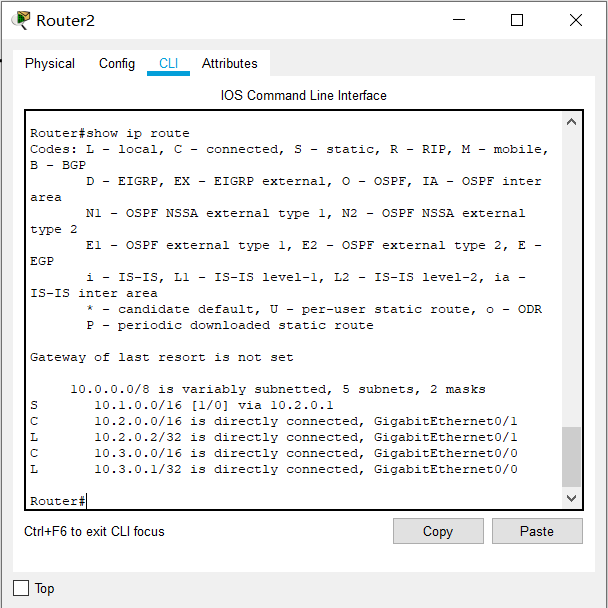 Router2
Physical Config CLI Attributes
IOS Command Line Interface
Router#show ip route
Codes: L - local, C - connected, S - static, R - RIP, M - mobile,
B - BGP
D - EIGRP, EX - EIGRP external, O - OSPF, IA - OSPF inter
area
N1 - OSPF NSSA external type 1, N2 - OSPF NSSA external
type 2
E1 - OSPF external type 1, E2 - OSPF external type 2, E -
EGP
i - IS-IS, L1 - IS-IS level-1, L2 - IS-IS level-2, ia -
IS-IS inter area
* - candidate default, U - per-user static route, o - ODR
P - periodic downloaded static route
Gateway of last resort is not set
10.0.0.0/8 is variably subnetted, 5 subnets, 2 masks
S 10.1.0.0/16 [1/0] via 10.2.0.1
C 10.2.0.0/16 is directly connected, GigabitEthernet0/1
L 10.2.0.2/32 is directly connected, GigabitEthernet0/1
C 10.3.0.0/16 is directly connected, GigabitEthernet0/0
L 10.3.0.1/32 is directly connected, GigabitEthernet0/0
Router#
Ctrl+F6 to exit CLI focus
Copy Paste
Top